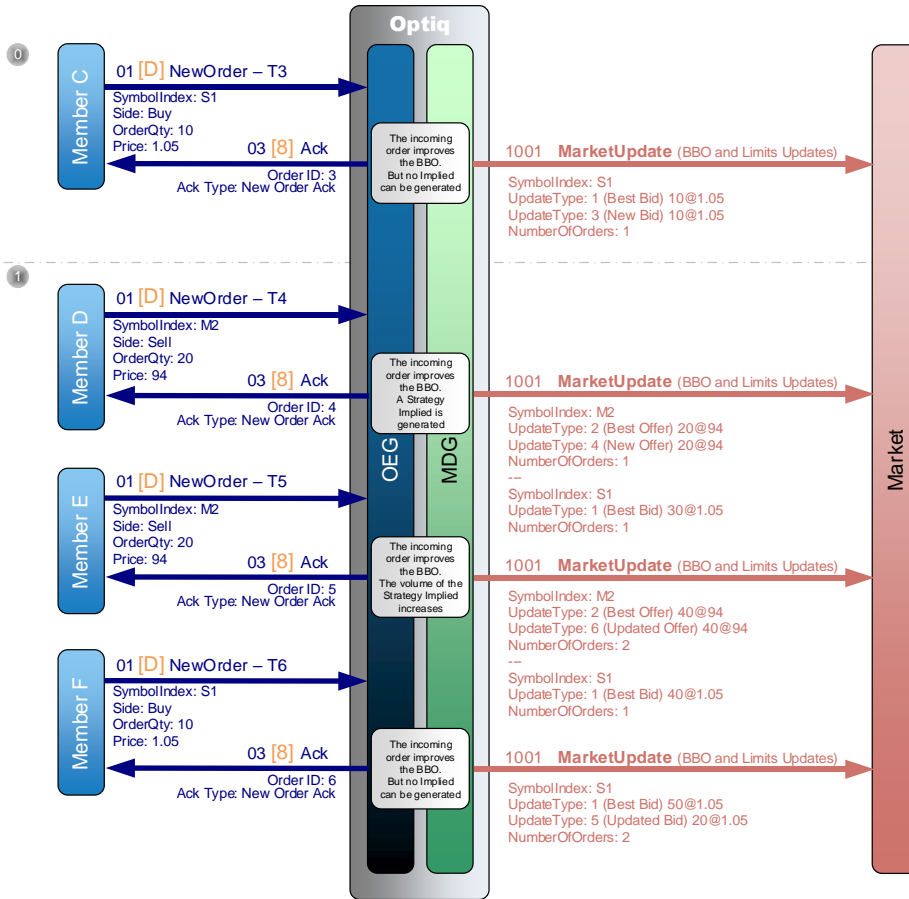 Optiq
0
Member C
01 [D] NewOrder – T3
SymbolIndex: S1
Side: Buy
OrderQty: 10
Price: 1.05
03 [8] Ack
Order ID: 3
Ack Type: New Order Ack
The incoming
order improves
the BBO.
But no Implied
can be generated
1001 MarketUpdate (BBO and Limits Updates)
SymbolIndex: S1
UpdateType: 1 (Best Bid) 10@1.05
UpdateType: 3 (New Bid) 10@1.05
NumberOfOrders: 1
1
Member D
01 [D] NewOrder – T4
SymbolIndex: M2
Side: Sell
OrderQty: 20
Price: 94
03 [8] Ack
Order ID: 4
Ack Type: New Order Ack
The incoming
order improves
the BBO.
A Strategy
Implied is
generated
1001 MarketUpdate (BBO and Limits Updates)
SymbolIndex: M2
UpdateType: 2 (Best Offer) 20@94
UpdateType: 4 (New Offer) 20@94
NumberOfOrders: 1
---
SymbolIndex: S1
UpdateType: 1 (Best Bid) 30@1.05
NumberOfOrders: 1
OEG
MDG
Market
Member E
01 [D] NewOrder – T5
SymbolIndex: M2
Side: Sell
OrderQty: 20
Price: 94
03 [8] Ack
Order ID: 5
Ack Type: New Order Ack
The incoming
order improves
the BBO.
The volume of the
Strategy Implied
increases
1001 MarketUpdate (BBO and Limits Updates)
SymbolIndex: M2
UpdateType: 2 (Best Offer) 40@94
UpdateType: 6 (Updated Offer) 40@94
NumberOfOrders: 2
---
SymbolIndex: S1
UpdateType: 1 (Best Bid) 40@1.05
NumberOfOrders: 1
Member F
01 [D] NewOrder – T6
SymbolIndex: S1
Side: Buy
OrderQty: 10
Price: 1.05
03 [8] Ack
Order ID: 6
Ack Type: New Order Ack
The incoming
order improves
the BBO.
But no Implied
can be generated
1001 MarketUpdate (BBO and Limits Updates)
SymbolIndex: S1
UpdateType: 1 (Best Bid) 50@1.05
UpdateType: 5 (Updated Bid) 20@1.05
NumberOfOrders: 2